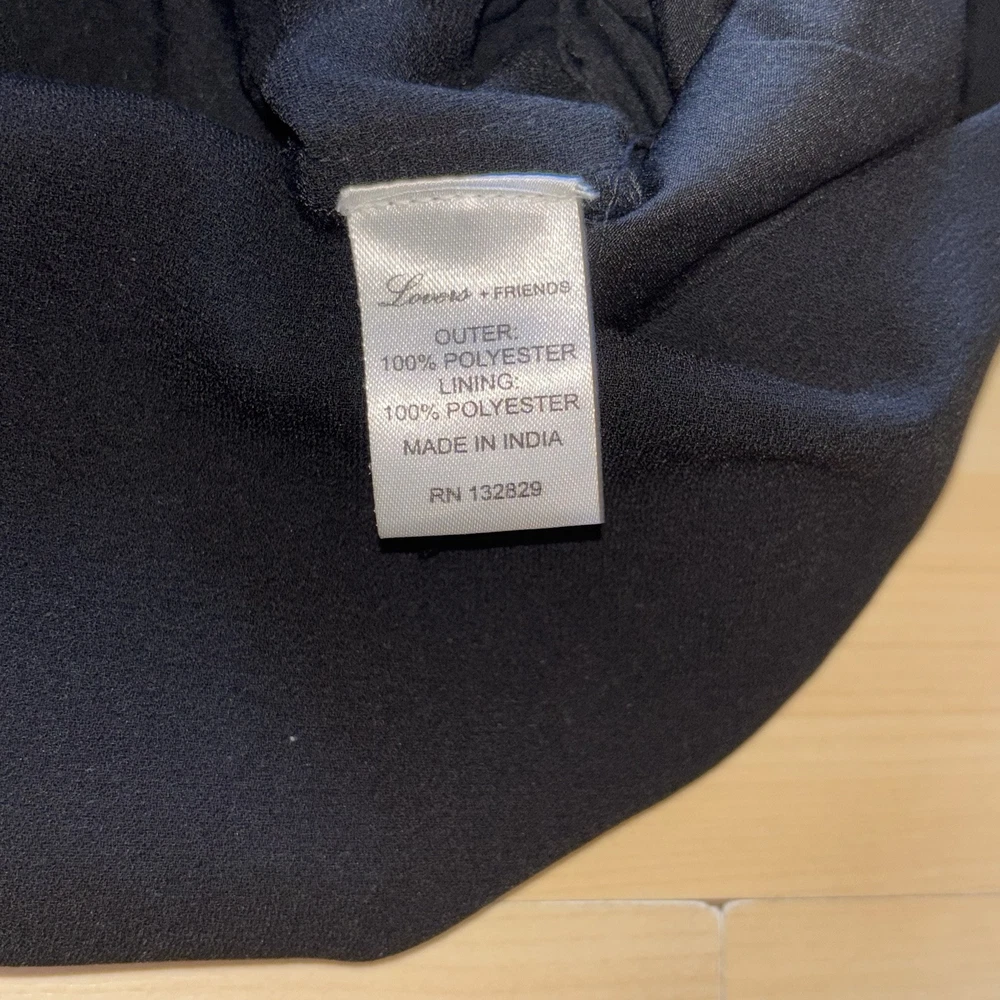 Lovers + FRIENDS
OUTER:
100% POLYESTER
LINING:
100% POLYESTER
MADE IN INDIA
RN 132829